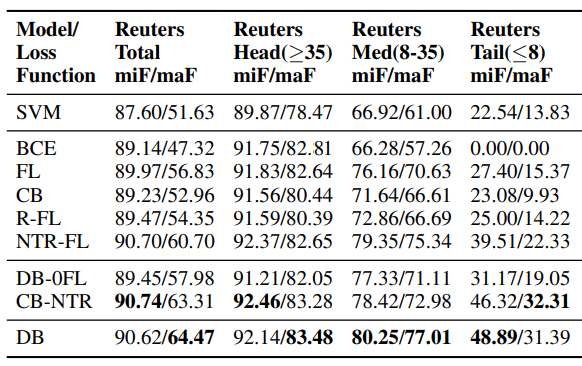 Model/ Reuters Reuters Reuters Reuters
Loss Total Head(≥35) Med(8-35) Tail(≤8)
Function miF/maF miF/maF miF/maF miF/maF
SVM 87.60/51.63 89.87/78.47 66.92/61.00 22.54/13.83
BCE 89.14/47.32 91.75/82.81 66.28/57.26 0.00/0.00
FL 89.97/56.83 91.83/82.64 76.16/70.63 27.40/15.37
CB 89.23/52.96 91.56/80.44 71.64/66.61 23.08/9.93
R-FL 89.47/54.35 91.59/80.39 72.86/66.69 25.00/14.22
NTR-FL 90.70/60.70 92.37/82.65 79.35/75.34 39.51/22.33
DB-0FL 89.45/57.98 91.21/82.05 77.33/71.11 31.17/19.05
CB-NTR 90.74/63.31 92.46/83.28 78.42/72.98 46.32/32.31
DB 90.62/64.47 92.14/83.48 80.25/77.01 48.89/31.39